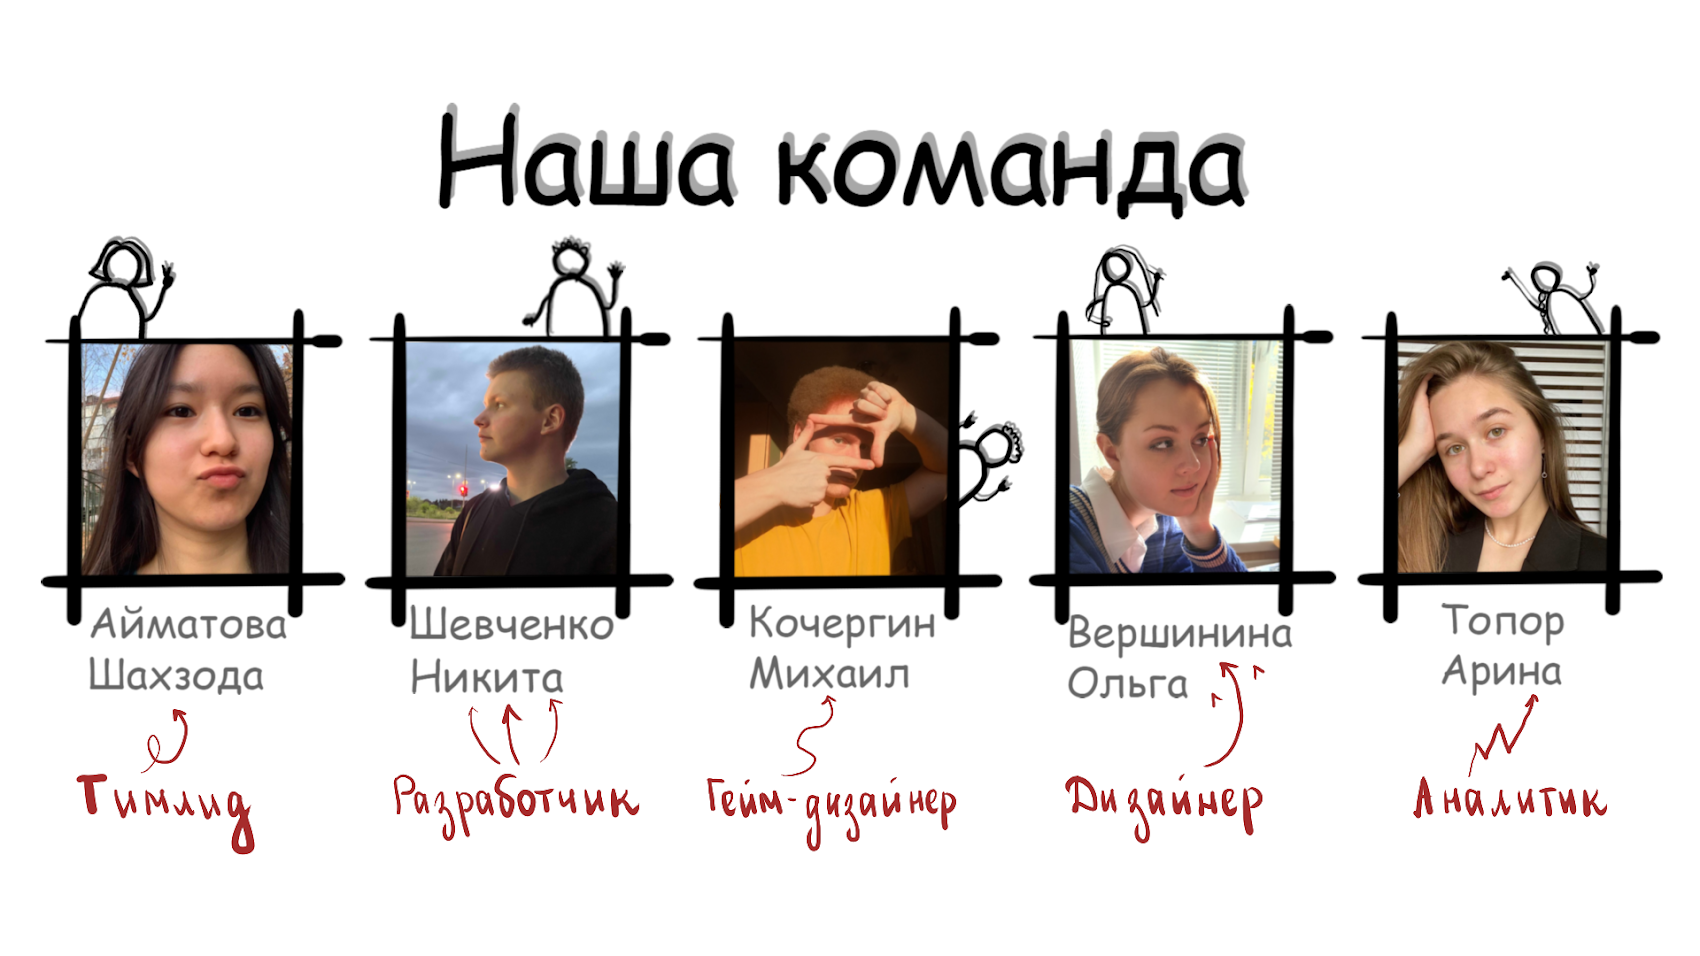 Наша команда
Айматова
Шахзода
Тимлид
Шевченко
Никита
Разработчик
Кочергин
Михаил
Гейм-дизайнер
Вершинина
Ольга
Дизайнер
Топор
Арина
Аналитик